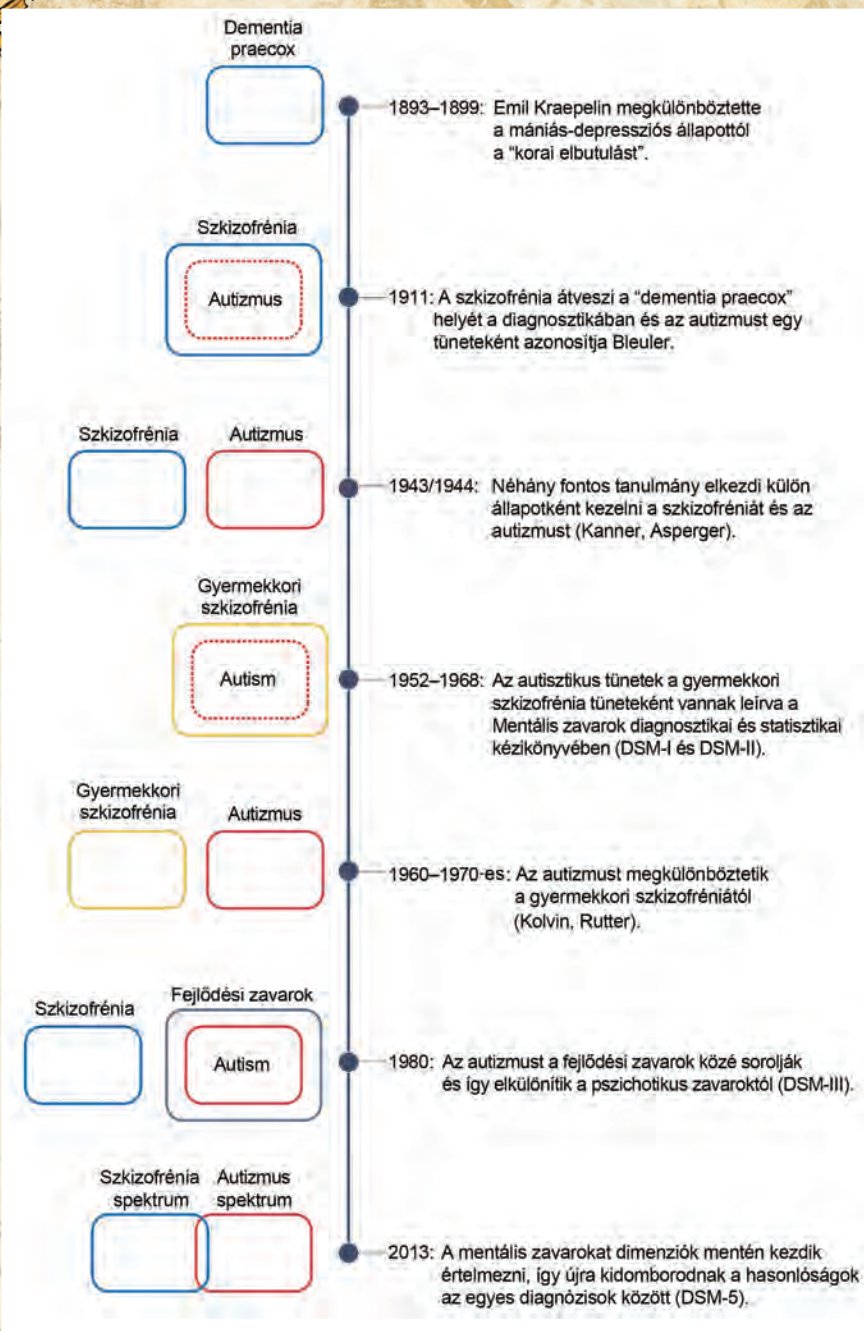 Dementia
praecox
1893–1899: Emil Kraepelin megkülönböztette
a mániás-depressziós állapottól
a "korai elbutulást".
Szkizofrénia
Autizmus
1911: A szkizofrénia átveszi a "dementia praecox"
helyét a diagnosztikában és az autizmust egy
tüneteként azonosítja Bleuler.
Szkizofrénia
Autizmus
1943/1944: Néhány fontos tanulmány elkezdi külön
állapotként kezelni a szkizofréniát és az
autizmust (Kanner, Asperger).
Gyermekkori
szkizofrénia
Autism
1952–1968: Az autisztikus tünetek a gyermekkori
szkizofrénia tüneteként vannak leírva a
Mentális zavarok diagnosztikai és statisztikai
kézikönyvében (DSM-I és DSM-II).
Gyermekkori
szkizofrénia
Autizmus
1960–1970-es: Az autizmust megkülönböztetik
a gyermekkori szkizofréniától
(Kolvin, Rutter).
Szkizofrénia
Fejlődési zavarok
Autism
1980: Az autizmust a fejlődési zavarok közé sorolják
és így elkülönítik a pszichotikus zavaroktól (DSM-III).
Szkizofrénia
spektrum
Autizmus
spektrum
2013: A mentális zavarokat dimenziók mentén kezdik
értelmezni, így újra kidomborodnak a hasonlóságok
az egyes diagnózisok között (DSM-5).